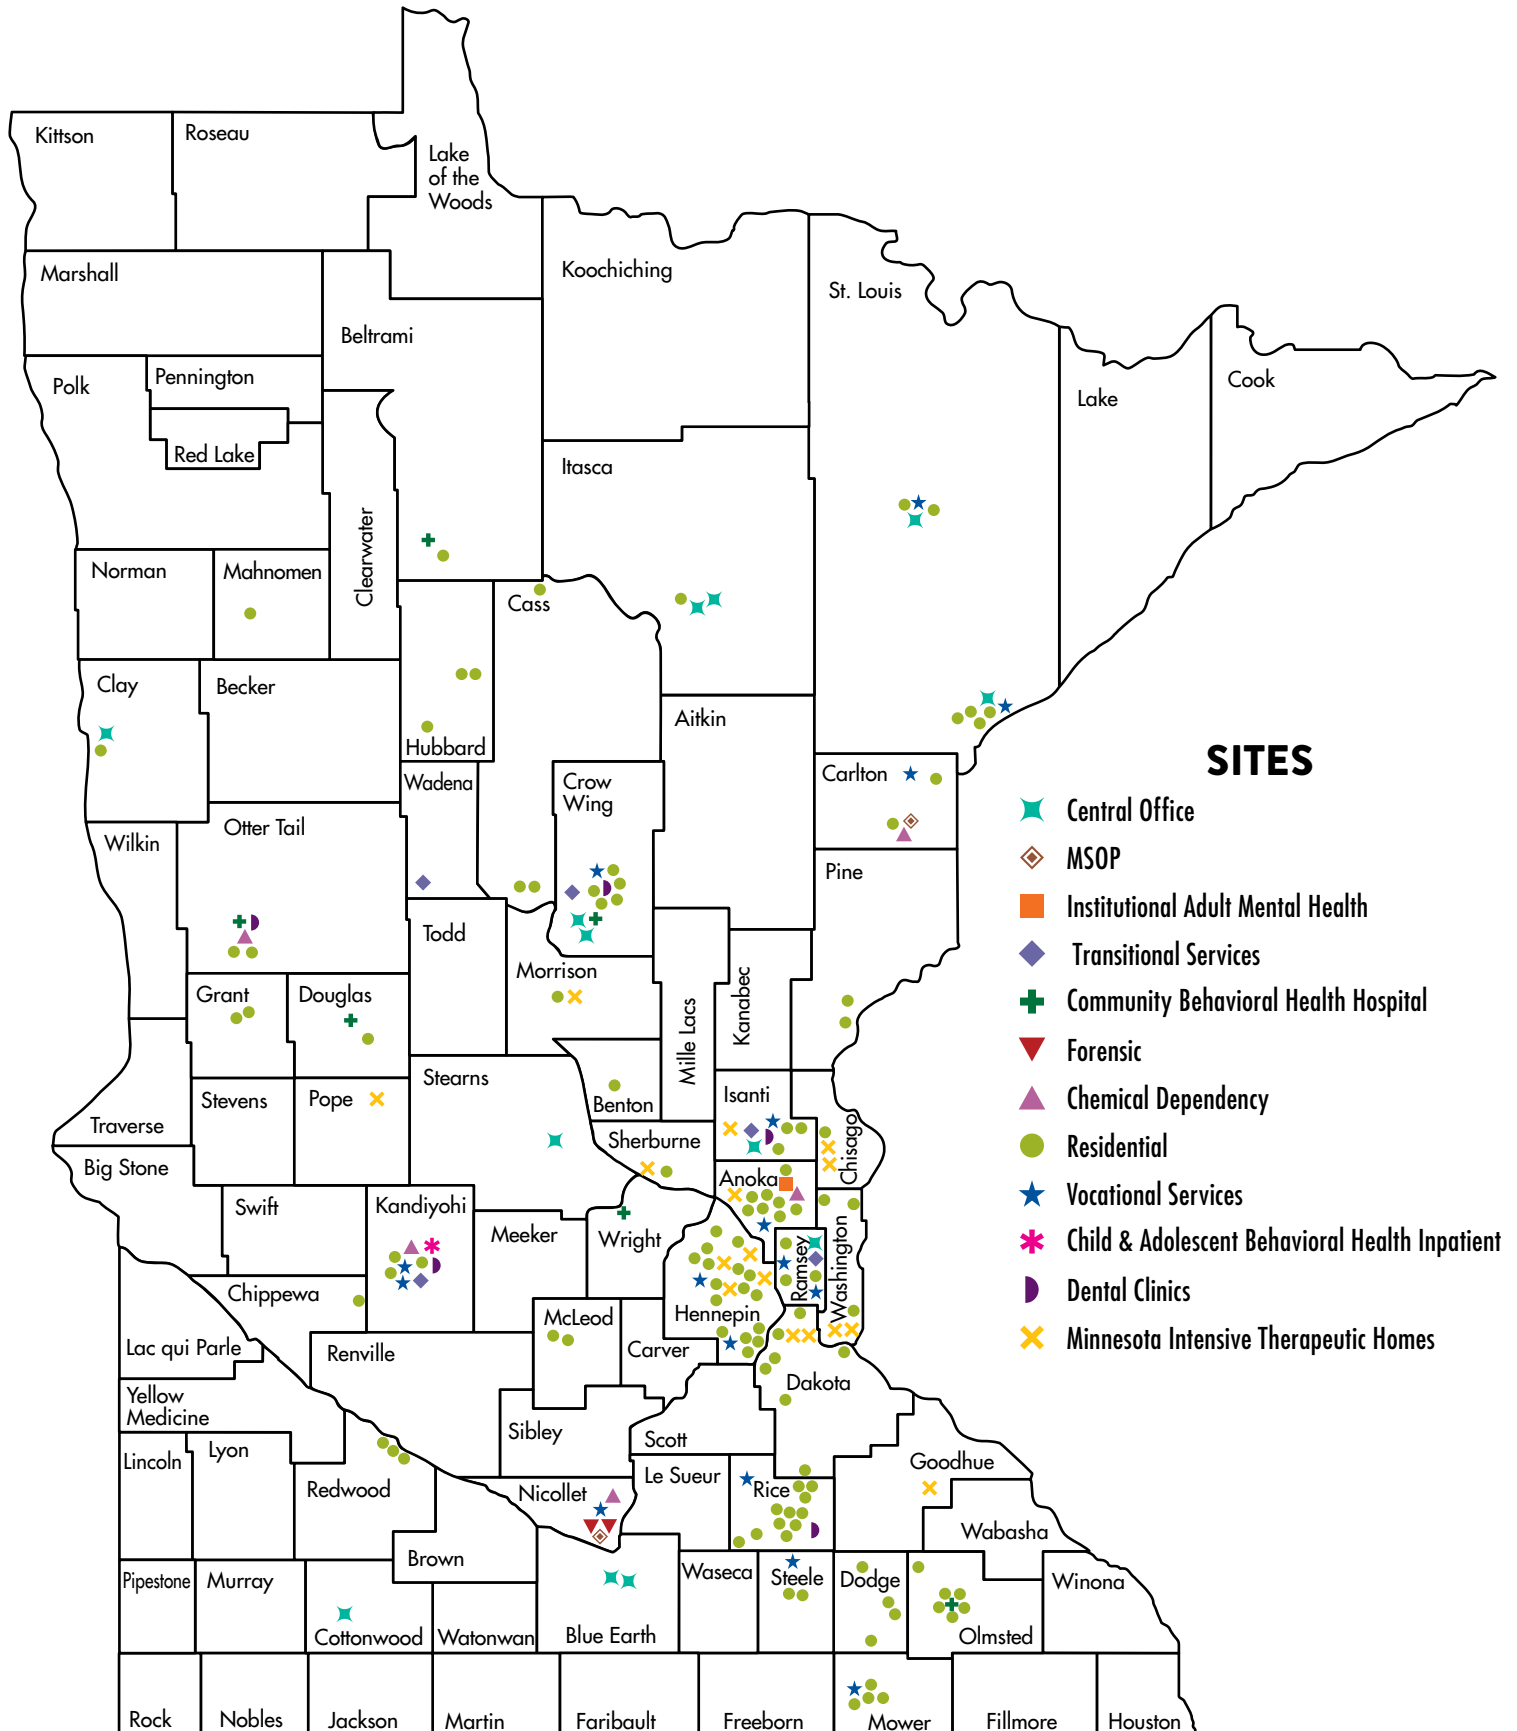 Kittson
Roseau
Lake
of the
Woods
Marshall
Koochiching
St. Louis
Beltrami
Polk
Pennington
Cook
Lake
Red Lake
Itasca
Clearwater
Norman
Mahnomen
Cass
Clay
Becker
Aitkin
Hubbard
Wadena
Crow
Wing
Carlton
Otter Tail
Wilkin
Pine
Todd
Morrison
Grant
Douglas
Mille Lacs
Kanabec
Stearns
Stevens
Pope
Benton
Isanti
Traverse
Sherburne
Chisago
Big Stone
Anoka
Swift
Kandiyohi
Meeker
Wright
Ramsey
Washington
Chippewa
Hennepin
McLeod
Lac qui Parle
Renville
Carver
Dakota
Yellow
Medicine
Sibley
Scott
Lincoln
Lyon
Goodhue
Le Sueur
Redwood
Nicollet
Rice
Wabasha
Brown
Pipestone
Murray
Waseca
Steele
Dodge
Winona
Cottonwood
Watonwan
Blue Earth
Olmsted
Rock
Nobles
Jackson
Martin
Faribault
Freeborn
Mower
Fillmore
Houston
SITES
Central Office
MSOP
Institutional Adult Mental Health
Transitional Services
Community Behavioral Health Hospital
Forensic
Chemical Dependency
Residential
Vocational Services
Child & Adolescent Behavioral Health Inpatient
Dental Clinics
Minnesota Intensive Therapeutic Homes